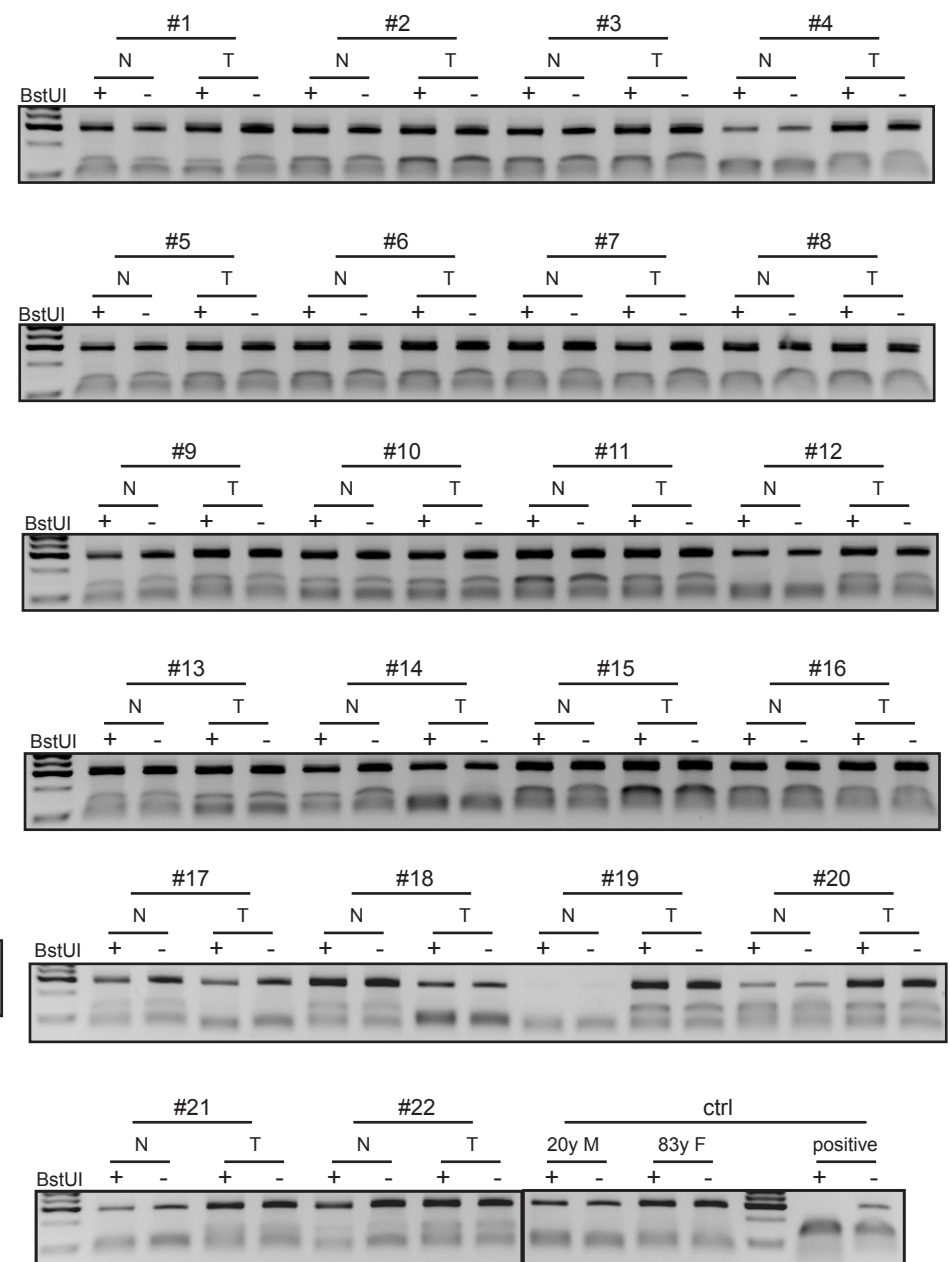 #1 #2 #3 #4
N T N T N T N T
BstUI + - + - + - + - + - + - + - + -
#5 #6 #7 #8
N T N T N T N T
BstUI + - + - + - + - + - + - + - + -
#9 #10 #11 #12
N T N T N T N T
BstUI + - + - + - + - + - + - + - + -
#13 #14 #15 #16
N T N T N T N T
BstUI + - + - + - + - + - + - + - + -
#17 #18 #19 #20
N T N T N T N T
BstUI + - + - + - + - + - + - + - + -
#21 #22 ctrl
N T N T 20y M 83y F positive
BstUI + - + - + - + - + - + - + -